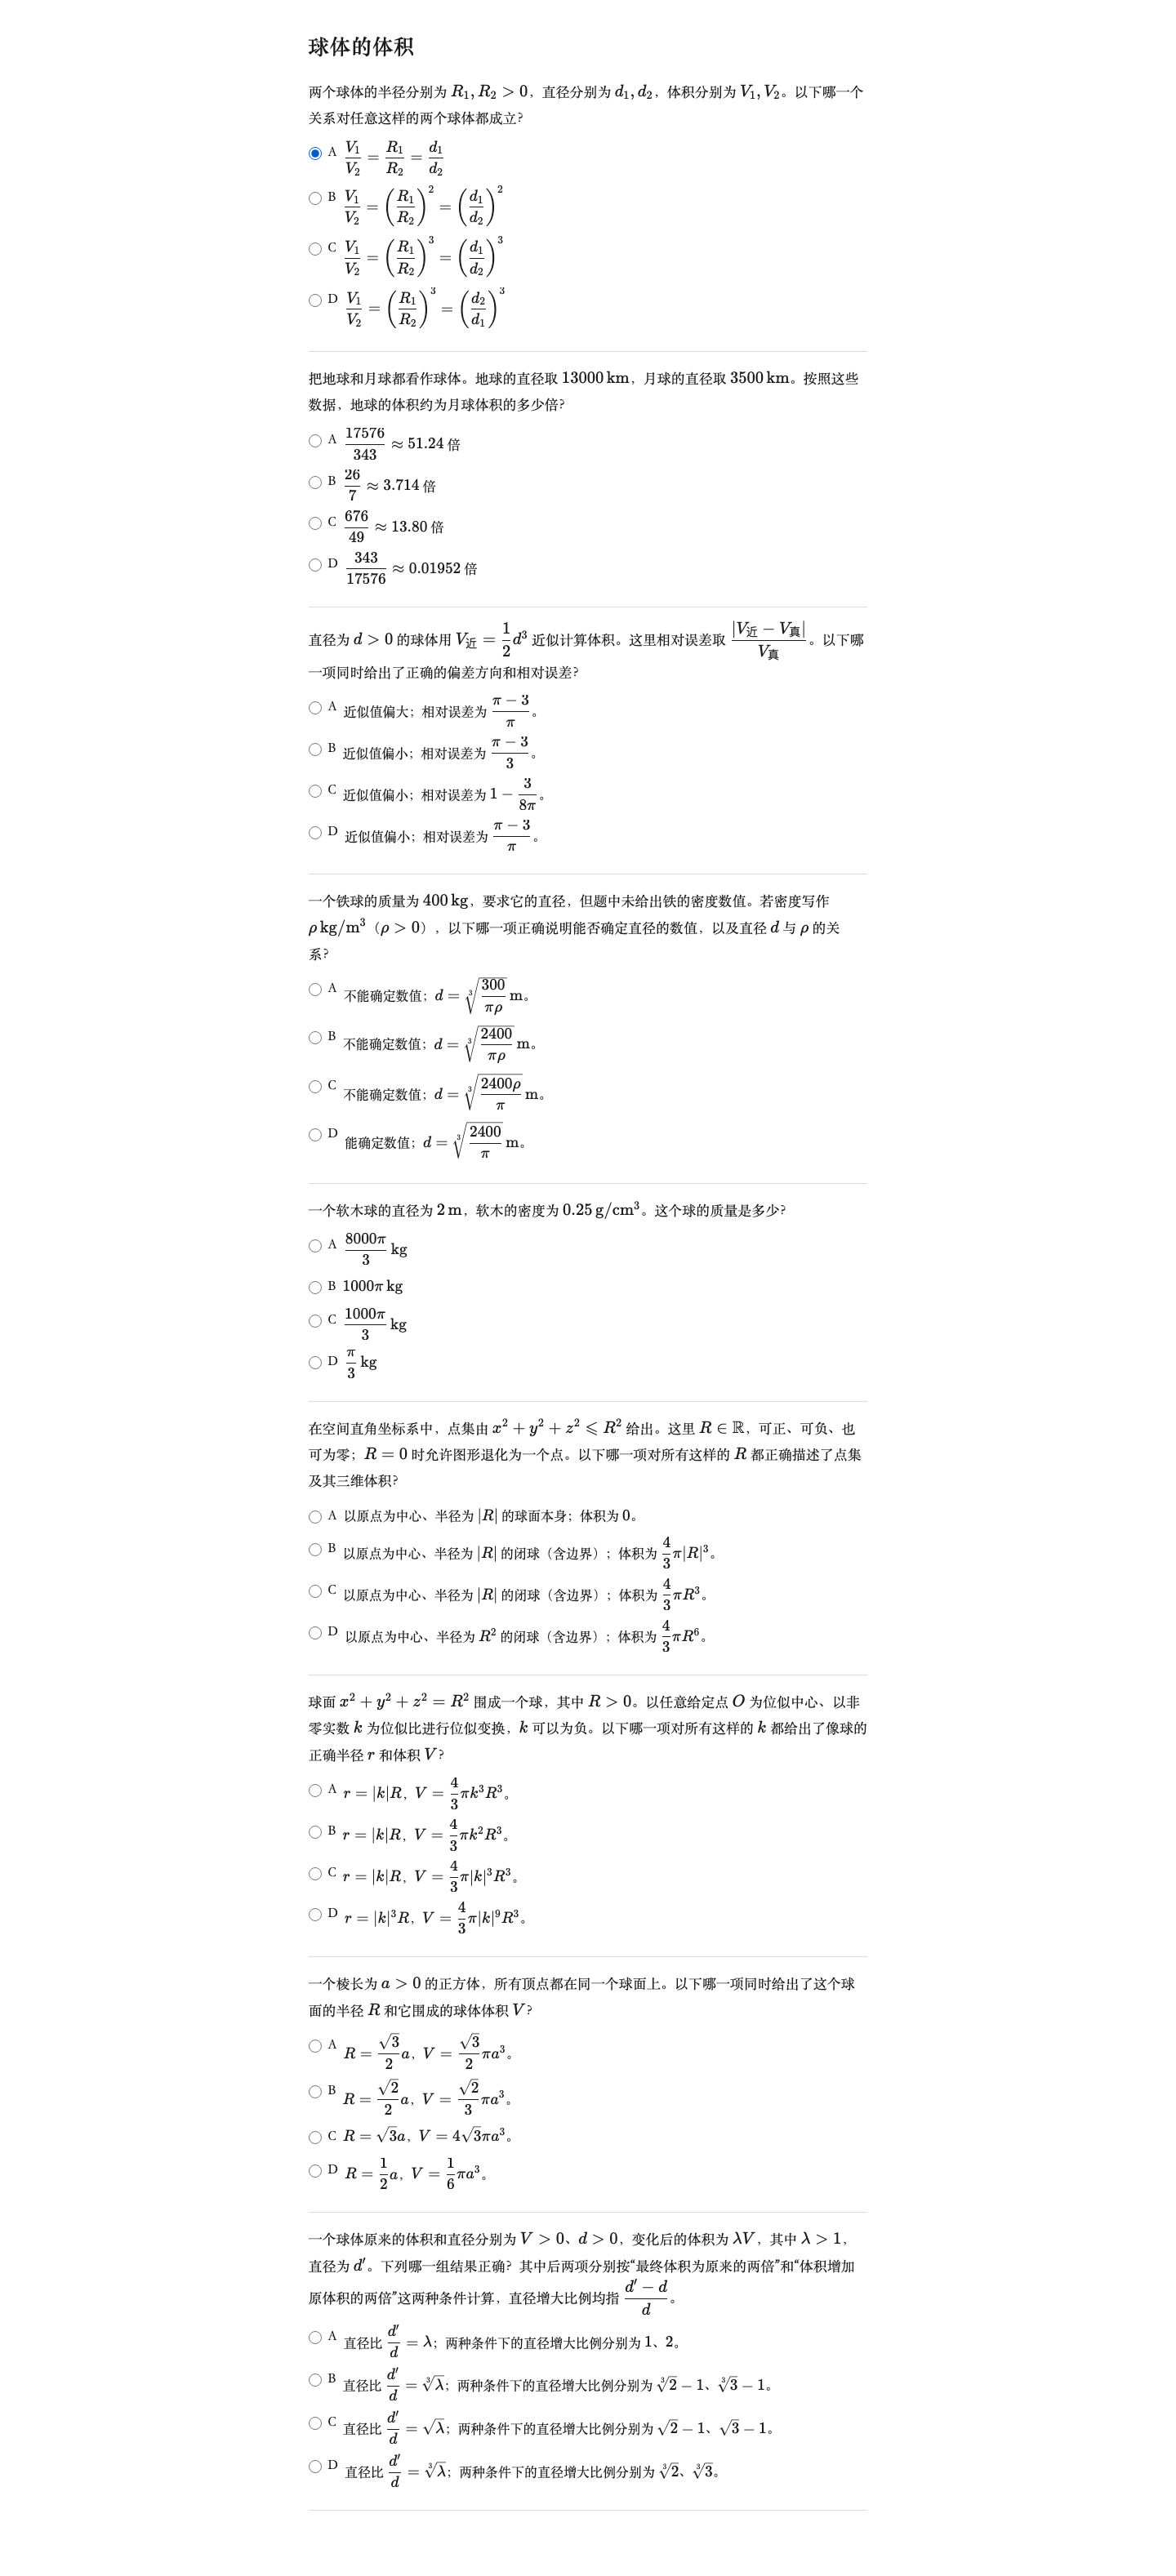 球体的体积
两个球体的半径分别为 R₁, R₂ > 0，直径分别为 d₁, d₂，体积分别为 V₁, V₂。以下哪一个
关系对任意这样的两个球体都成立？
A V₁/V₂ = R₁/R₂ = d₁/d₂
B V₁/V₂ = (R₁/R₂)² = (d₁/d₂)²
C V₁/V₂ = (R₁/R₂)³ = (d₁/d₂)³
D V₁/V₂ = (R₁/R₂)³ = (d₂/d₁)³
把地球和月球都看作球体。地球的直径取 13000 km，月球的直径取 3500 km。按照这些
数据，地球的体积约为月球体积的多少倍？
A 17576/343 ≈ 51.24 倍
B 26/7 ≈ 3.714 倍
C 676/49 ≈ 13.80 倍
D 343/17576 ≈ 0.01952 倍
直径为 d > 0 的球体用 V近 = 1/2 d³ 近似计算体积。这里相对误差取 |V近 − V真|/V真。以下哪
一项同时给出了正确的偏差方向和相对误差？
A 近似值偏大；相对误差为 (π − 3)/π。
B 近似值偏小；相对误差为 (π − 3)/3。
C 近似值偏小；相对误差为 1 − 3/(8π)。
D 近似值偏小；相对误差为 (π − 3)/π。
一个铁球的质量为 400 kg，要求它的直径，但题中未给出铁的密度数值。若密度写作
ρ kg/m³（ρ > 0），以下哪一项正确说明能否确定直径的数值，以及直径 d 与 ρ 的关
系？
A 不能确定数值；d = ∛(300/(πρ)) m。
B 不能确定数值；d = ∛(2400/(πρ)) m。
C 不能确定数值；d = ∛(2400ρ/π) m。
D 能确定数值；d = ∛(2400/π) m。
一个软木球的直径为 2 m，软木的密度为 0.25 g/cm³。这个球的质量是多少？
A 8000π/3 kg
B 1000π kg
C 1000π/3 kg
D π/3 kg
在空间直角坐标系中，点集由 x² + y² + z² ⩽ R² 给出。这里 R ∈ ℝ，可正、可负、也
可为零；R = 0 时允许图形退化为一个点。以下哪一项对所有这样的 R 都正确描述了点集
及其三维体积？
A 以原点为中心、半径为 |R| 的球面本身；体积为 0。
B 以原点为中心、半径为 |R| 的闭球（含边界）；体积为 4/3 π|R|³。
C 以原点为中心、半径为 |R| 的闭球（含边界）；体积为 4/3 πR³。
D 以原点为中心、半径为 R² 的闭球（含边界）；体积为 4/3 πR⁶。
球面 x² + y² + z² = R² 围成一个球，其中 R > 0。以任意给定点 O 为位似中心、以非
零实数 k 为位似比进行位似变换，k 可以为负。以下哪一项对所有这样的 k 都给出了像球的
正确半径 r 和体积 V？
A r = |k|R，V = 4/3 πk³R³。
B r = |k|R，V = 4/3 πk²R³。
C r = |k|R，V = 4/3 π|k|³R³。
D r = |k|³R，V = 4/3 π|k|⁹R³。
一个棱长为 a > 0 的正方体，所有顶点都在同一个球面上。以下哪一项同时给出了这个球
面的半径 R 和它围成的球体体积 V？
A R = √3/2 a，V = √3/2 πa³。
B R = √2/2 a，V = √2/3 πa³。
C R = √3a，V = 4√3πa³。
D R = 1/2 a，V = 1/6 πa³。
一个球体原来的体积和直径分别为 V > 0、d > 0，变化后的体积为 λV，其中 λ > 1，
直径为 d′。下列哪一组结果正确？其中后两项分别按“最终体积为原来的两倍”和“体积增加
原体积的两倍”这两种条件计算，直径增大比例均指 (d′ − d)/d。
A 直径比 d′/d = λ；两种条件下的直径增大比例分别为 1、2。
B 直径比 d′/d = ∛λ；两种条件下的直径增大比例分别为 ∛2 − 1、∛3 − 1。
C 直径比 d′/d = √λ；两种条件下的直径增大比例分别为 √2 − 1、√3 − 1。
D 直径比 d′/d = ∛λ；两种条件下的直径增大比例分别为 ∛2、∛3。